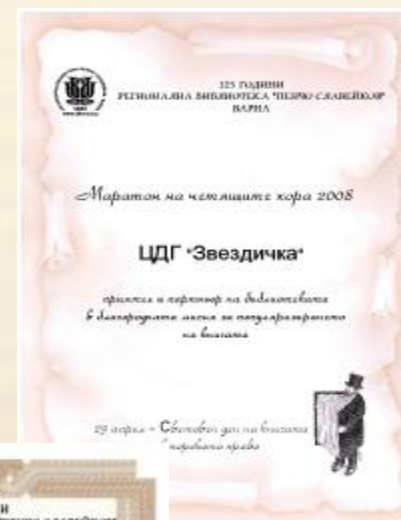 125 ГОДИНИ
РЕГИОНАЛНА БИБЛИОТЕКА "ПЕНЧО СЛАВЕЙКОВ"
ВАРНА
Маратон на четящите хора 2008
ЦДГ "Звездичка"
приятел и партньор на библиотеката
в благородната мисия за популяризирането
на книгата
23 април - Световен ден на книгата
и авторското право
И